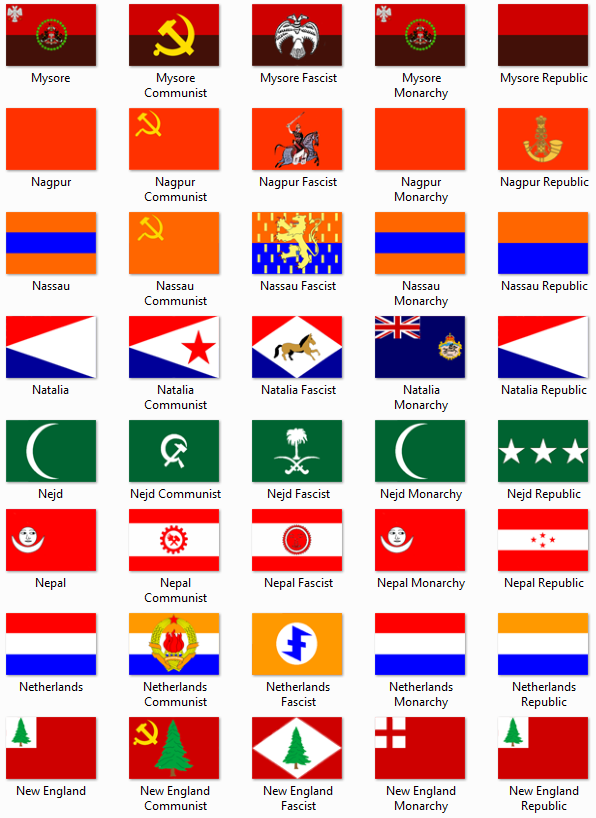 Mysore
Mysore
Communist
Mysore Fascist
Mysore
Monarchy
Mysore Republic
Nagpur
Nagpur
Communist
Nagpur Fascist
Nagpur
Monarchy
Nagpur Republic
Nassau
Nassau
Communist
Nassau Fascist
Nassau
Monarchy
Nassau Republic
Natalia
Natalia
Communist
Natalia Fascist
Natalia
Monarchy
Natalia Republic
Nejd
Nejd Communist
Nejd Fascist
Nejd Monarchy
Nejd Republic
Nepal
Nepal
Communist
Nepal Fascist
Nepal Monarchy
Nepal Republic
Netherlands
Netherlands
Communist
Netherlands
Fascist
Netherlands
Monarchy
Netherlands
Republic
New England
New England
Communist
New England
Fascist
New England
Monarchy
New England
Republic